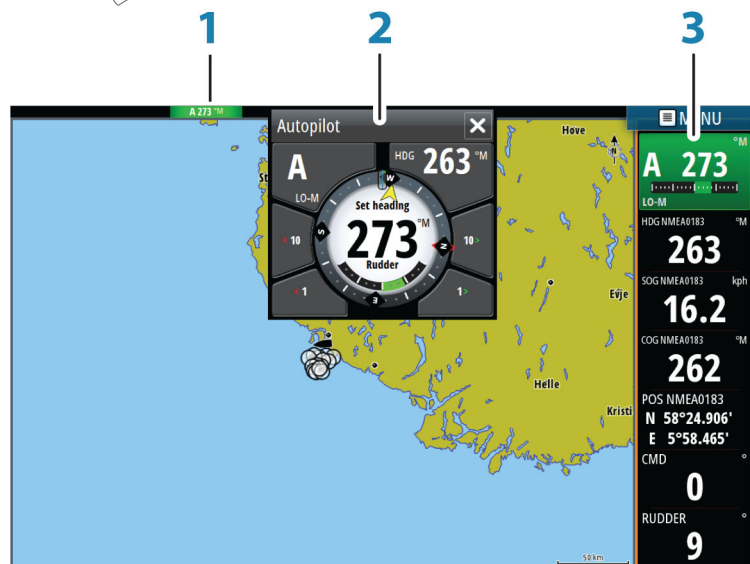 1
2
3
A 273 °M
Autopilot
X
A
LO-M
HDG 263 °M
W
Set heading
273 °M
Rudder
S
N
E
< 10
10 >
< 1
1 >
Hove
N
St
Evje
Helle
Kristi
50 km
MENU
°M
A 273
LO-M
HDG NMEA0183 °M
263
SOG NMEA0183 kph
16.2
COG NMEA0183 °M
262
POS NMEA0183
N 58°24.906'
E 5°58.465'
CMD °
0
RUDDER °
9